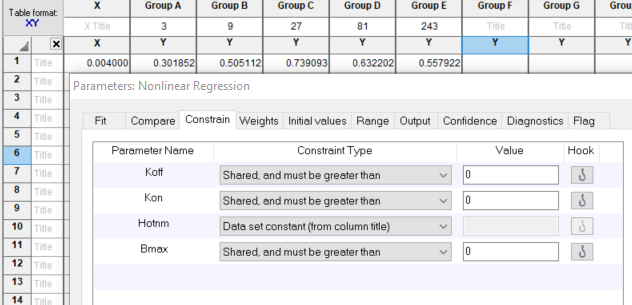 Table format: X Group A Group B Group C Group D Group E Group F Group G
XY X Title 3 9 27 81 243 Title Title
X X Y Y Y Y Y Y Y
1 Title 0.004000 0.301852 0.505112 0.739093 0.632202 0.557922
2 Title
Parameters: Nonlinear Regression
3 Title
4 Title
Fit Compare Constrain Weights Initial values Range Output Confidence Diagnostics Flag
5 Title
6 Title
Parameter Name Constraint Type Value Hook
7 Title
Koff Shared, and must be greater than 0
8 Title
Kon Shared, and must be greater than 0
9 Title
10 Title
Hotnm Data set constant (from column title)
11 Title
Bmax Shared, and must be greater than 0
12 Title
13 Title
14 Title